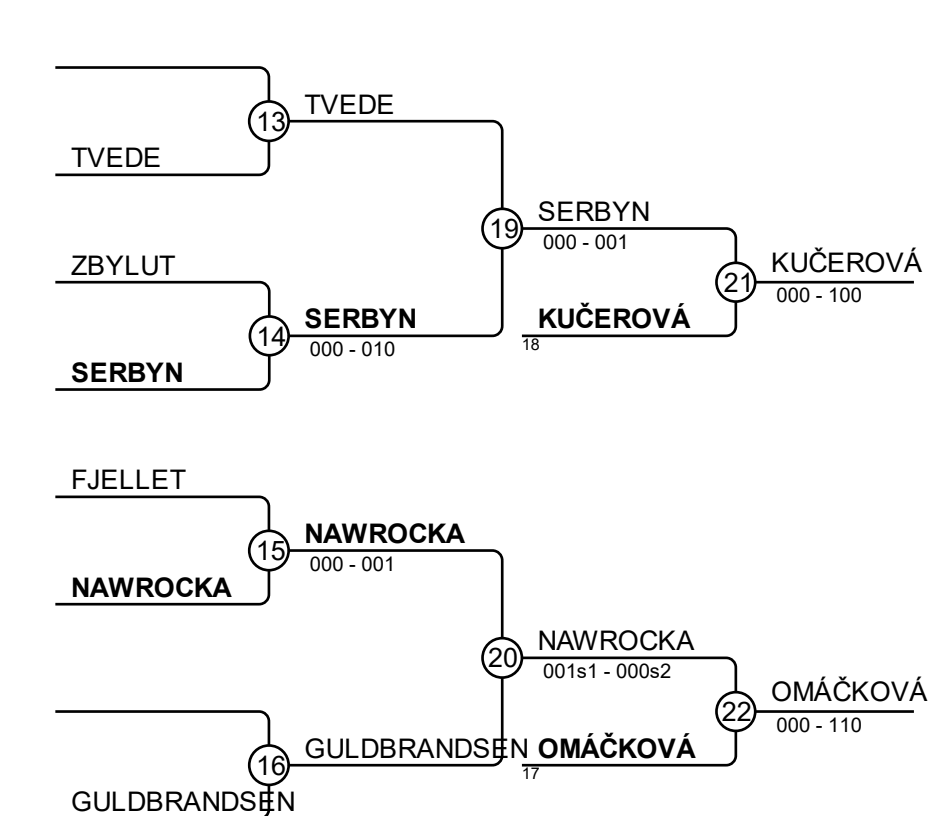 TVEDE
13
TVEDE
SERBYN
19
000 - 001
ZBYLUT
KUČEROVÁ
21
000 - 100
SERBYN
KUČEROVÁ
14
000 - 010
18
SERBYN
FJELLET
NAWROCKA
15
000 - 001
NAWROCKA
NAWROCKA
20
001s1 - 000s2
OMÁČKOVÁ
22
000 - 110
GULDBRANDSEN
OMÁČKOVÁ
16
17
GULDBRANDSEN